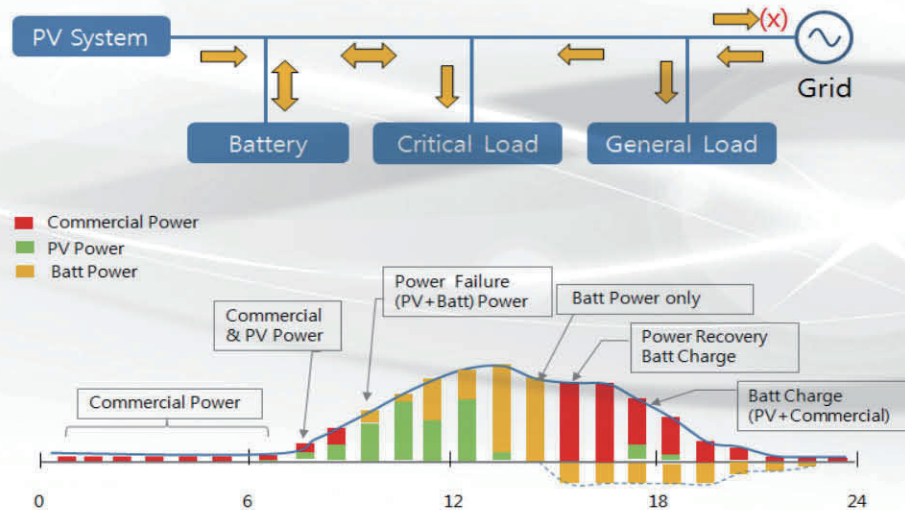 PV System
(x)
Grid
Battery
Critical Load
General Load
Commercial Power
PV Power
Batt Power
Power Failure
(PV+Batt) Power
Batt Power only
Commercial
& PV Power
Power Recovery
Batt Charge
Commercial Power
Batt Charge
(PV+Commercial)
0 6 12 18 24